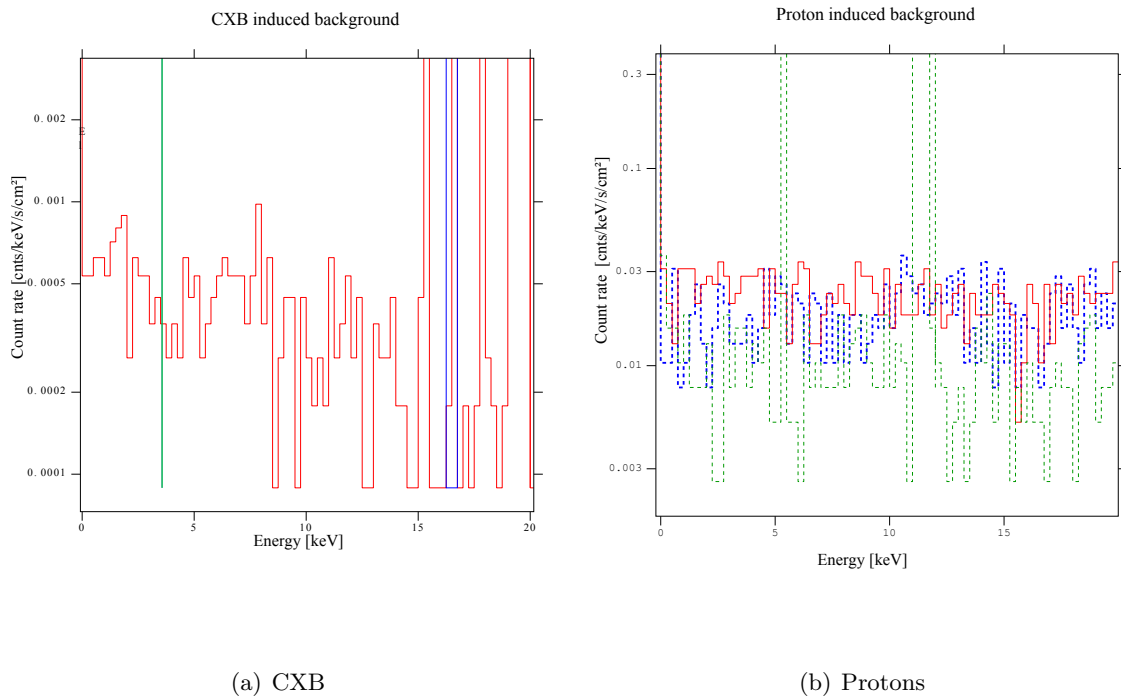 CXB induced background
0.002
0.001
0.0005
0.0002
0.0001
Count rate [cnts/keV/s/cm²]
0
5
10
15
20
Energy [keV]
(a) CXB
Proton induced background
0.3
0.1
0.03
0.01
0.003
Count rate [cnts/keV/s/cm²]
0
5
10
15
Energy [keV]
(b) Protons